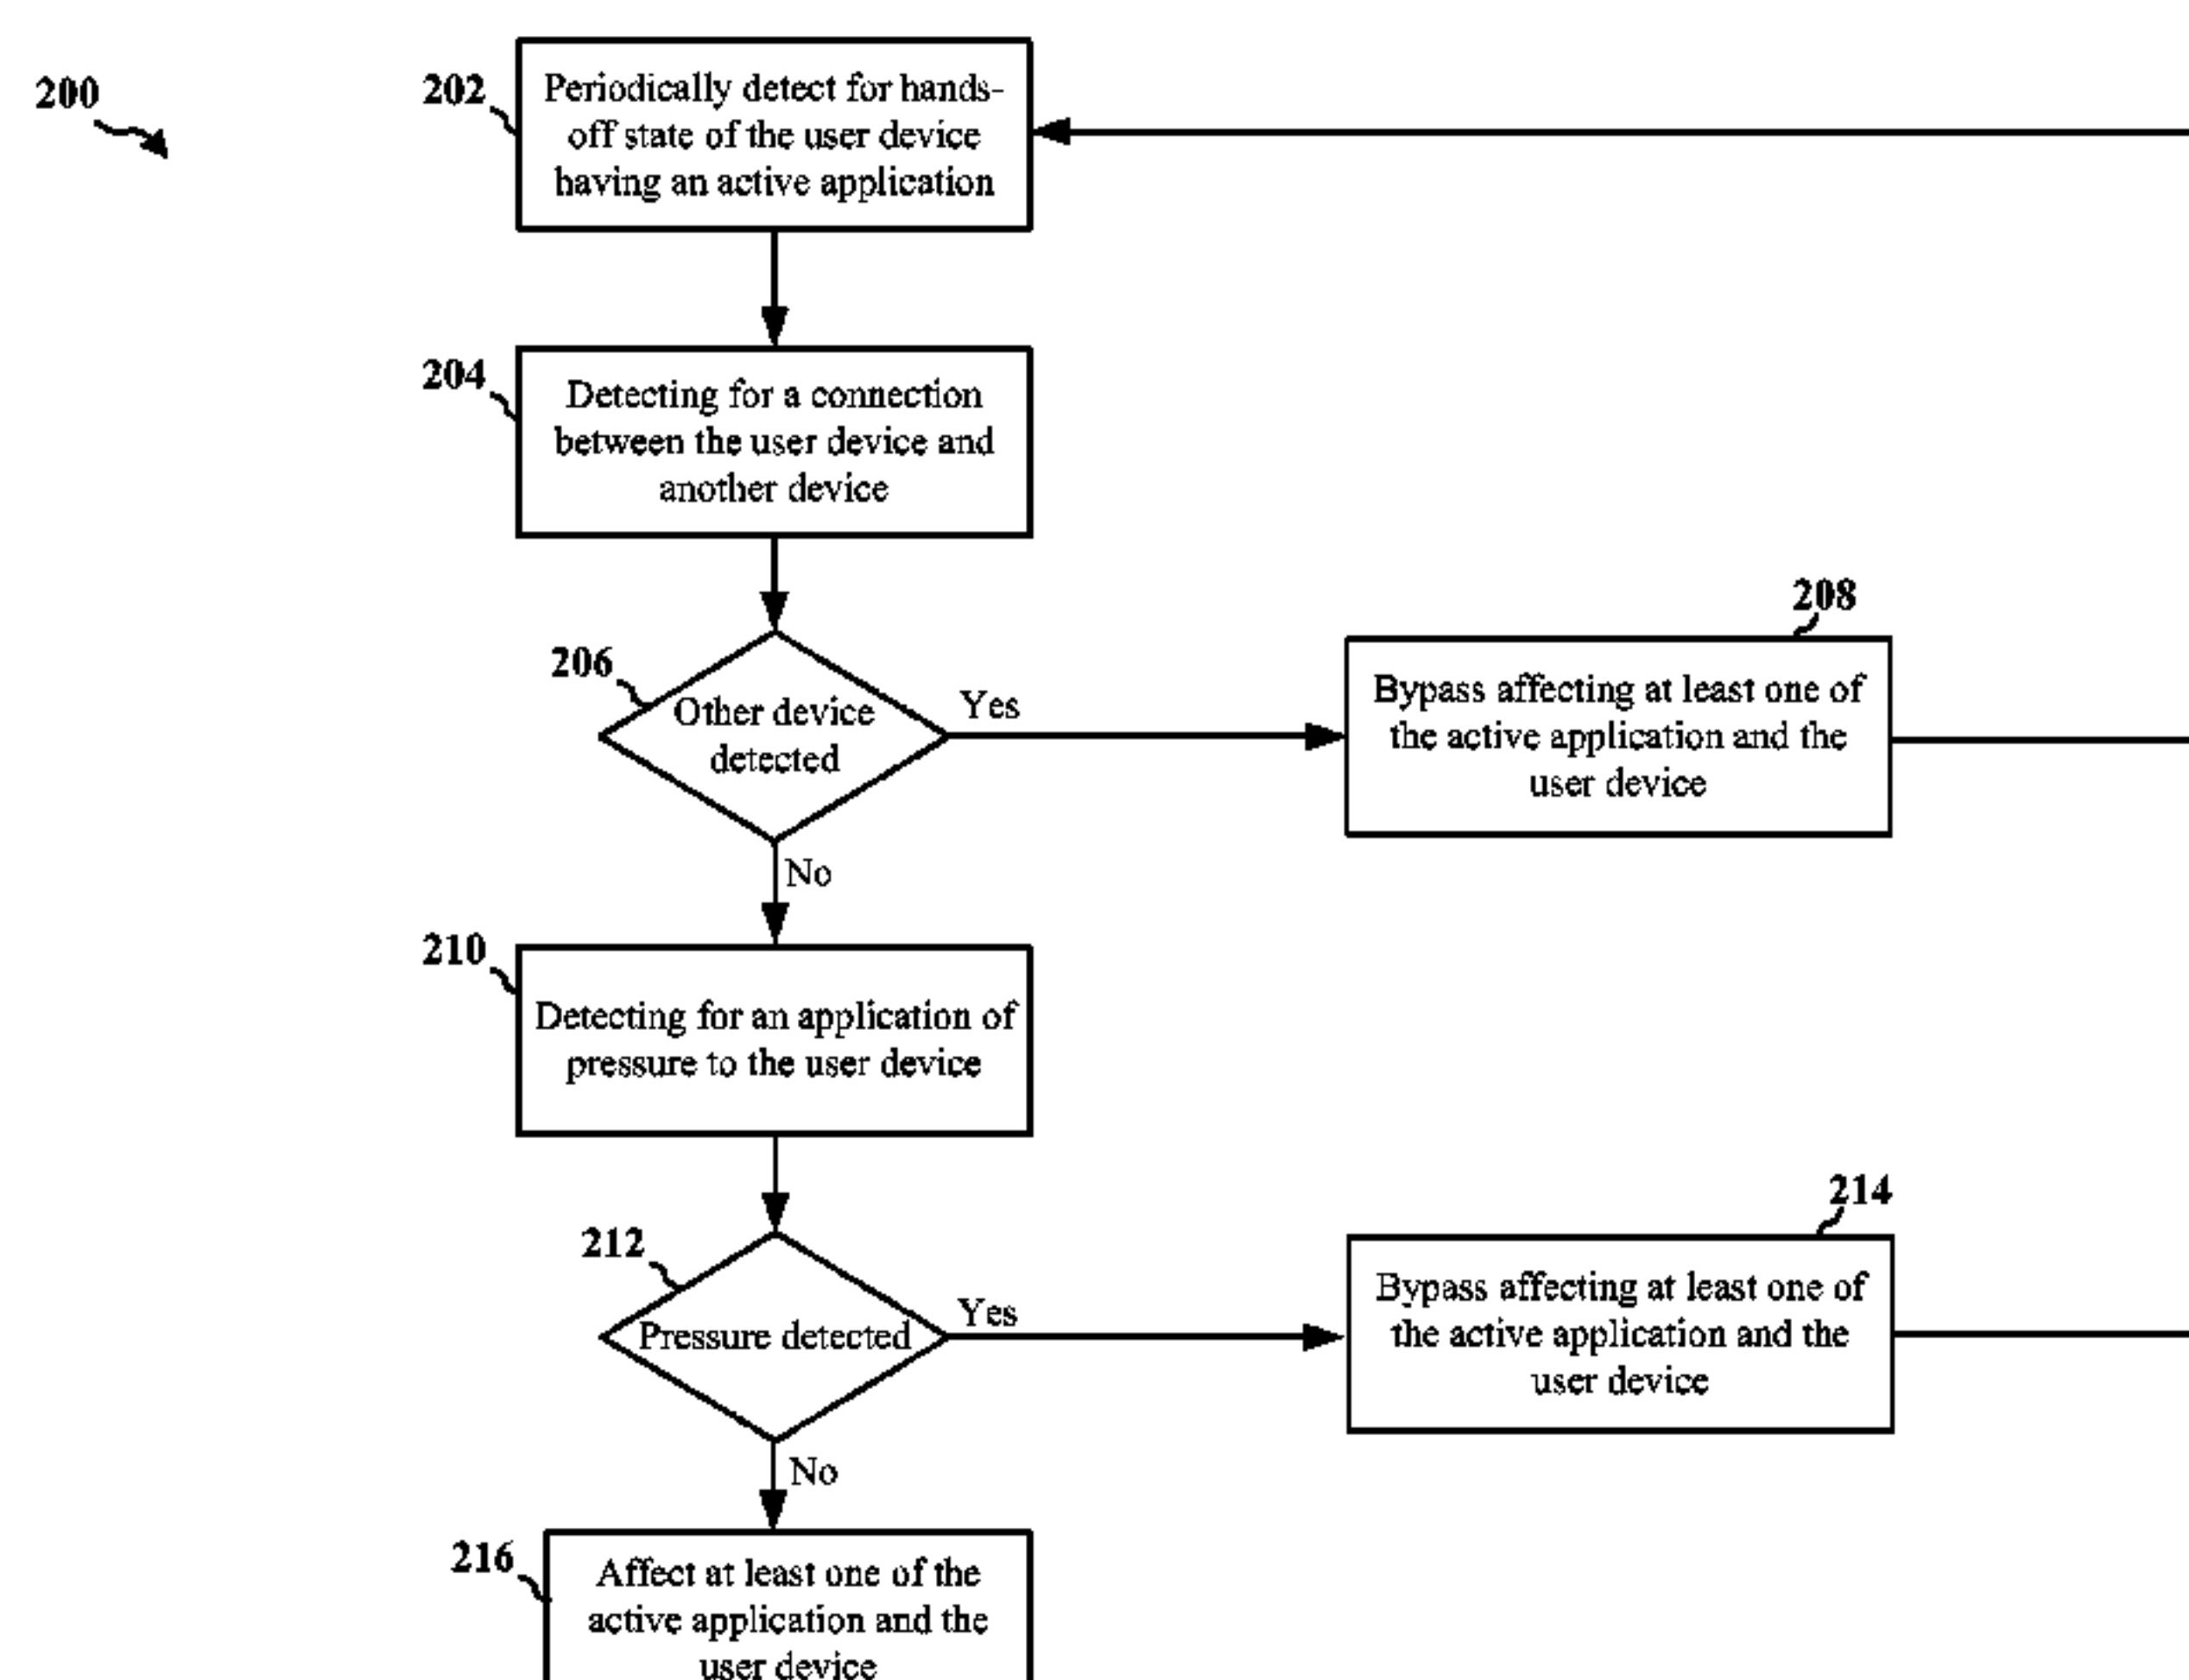 200
202
Periodically detect for hands-
off state of the user device
having an active application
204
Detecting for a connection
between the user device and
another device
206
Other device
detected
Yes
208
Bypass affecting at least one of
the active application and the
user device
No
210
Detecting for an application of
pressure to the user device
212
Pressure detected
Yes
214
Bypass affecting at least one of
the active application and the
user device
No
216
Affect at least one of the
active application and the
user device